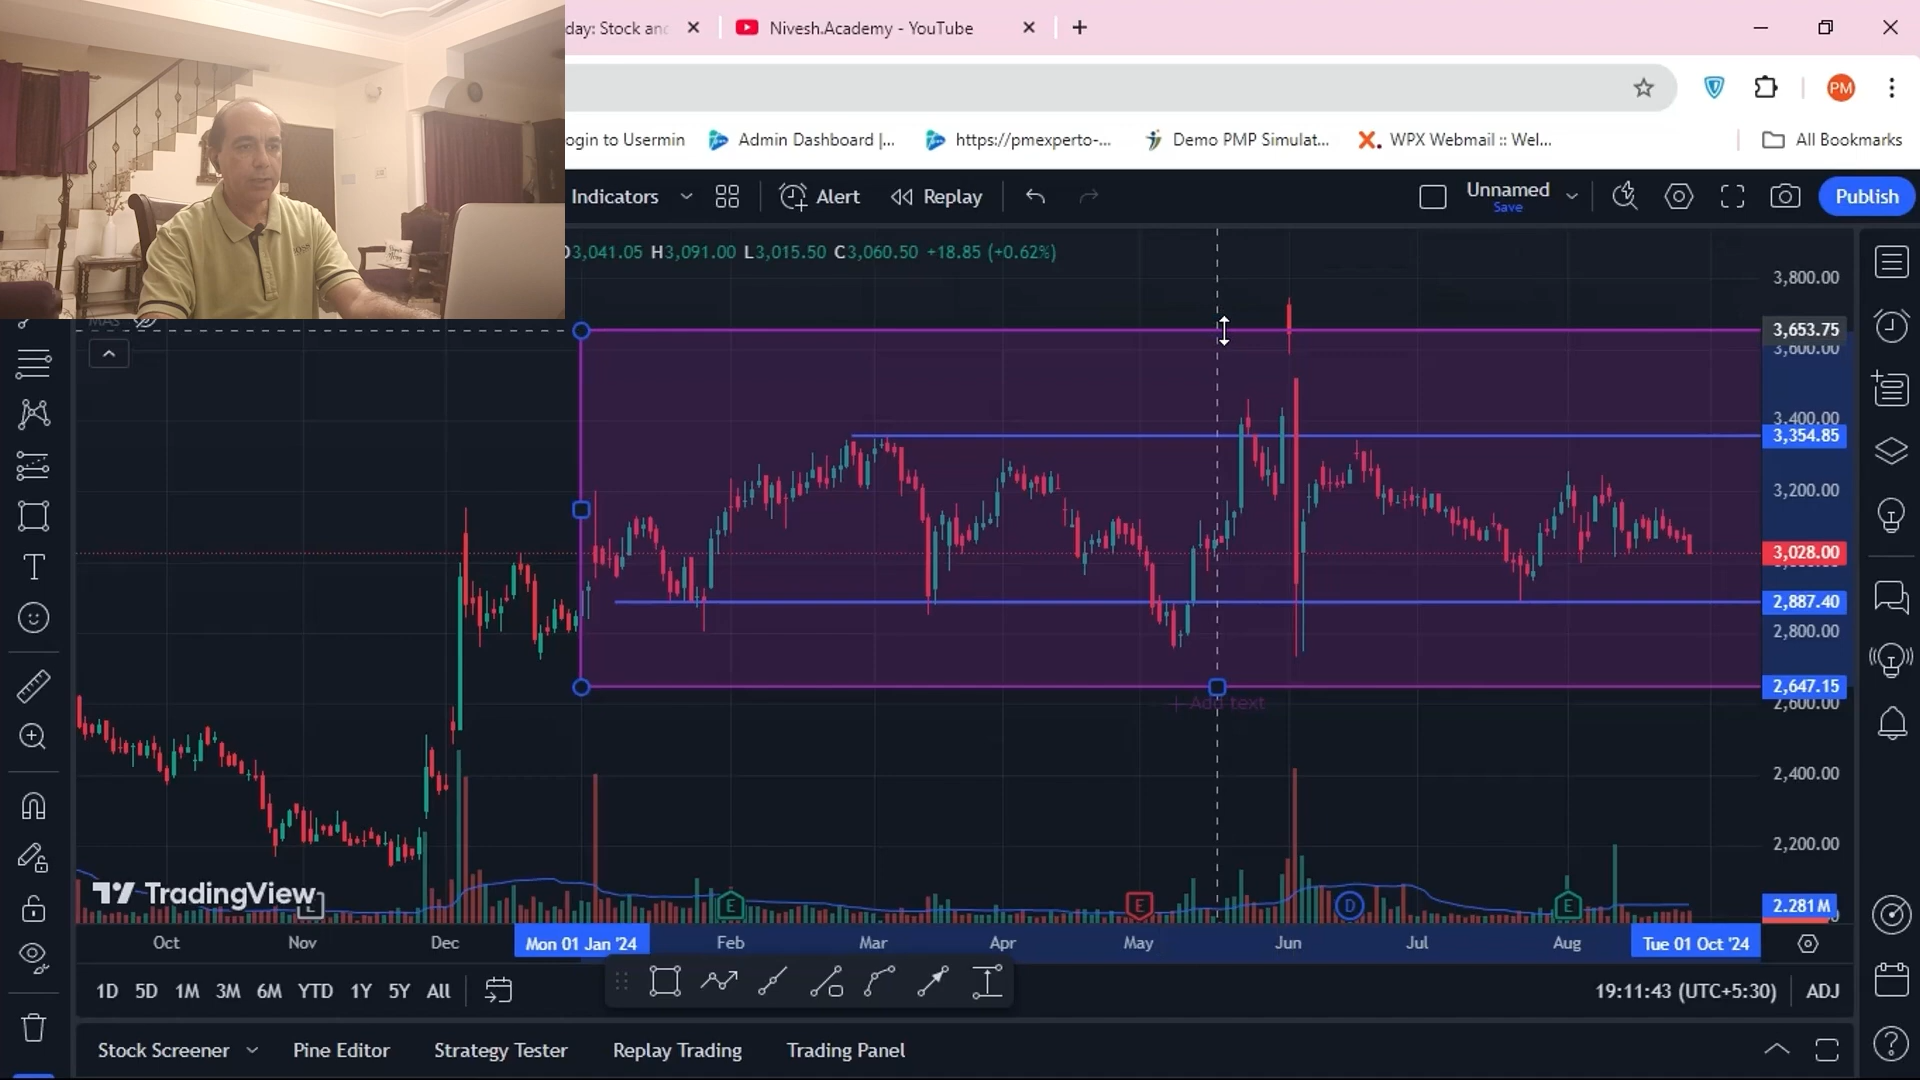 day: Stock and
Nivesh.Academy - YouTube
PM
ogin to Usermin
Admin Dashboard |...
https://pmexperto-...
Demo PMP Simulat...
WPX Webmail :: Wel...
All Bookmarks
Indicators
Alert
Replay
Unnamed
Save
Publish
3,041.05 H3,091.00 L3,015.50 C3,060.50 +18.85 (+0.62%)
3,800.00
3,653.75
3,600.00
3,400.00
3,354.85
3,200.00
3,028.00
2,887.40
2,800.00
2,647.15
+ Add text
2,600.00
2,400.00
2,200.00
TradingView
E
E
D
E
2.281M
Oct
Nov
Dec
Mon 01 Jan '24
Feb
Mar
Apr
May
Jun
Jul
Aug
Tue 01 Oct '24
1D
5D
1M
3M
6M
YTD
1Y
5Y
All
19:11:43 (UTC+5:30)
ADJ
Stock Screener
Pine Editor
Strategy Tester
Replay Trading
Trading Panel